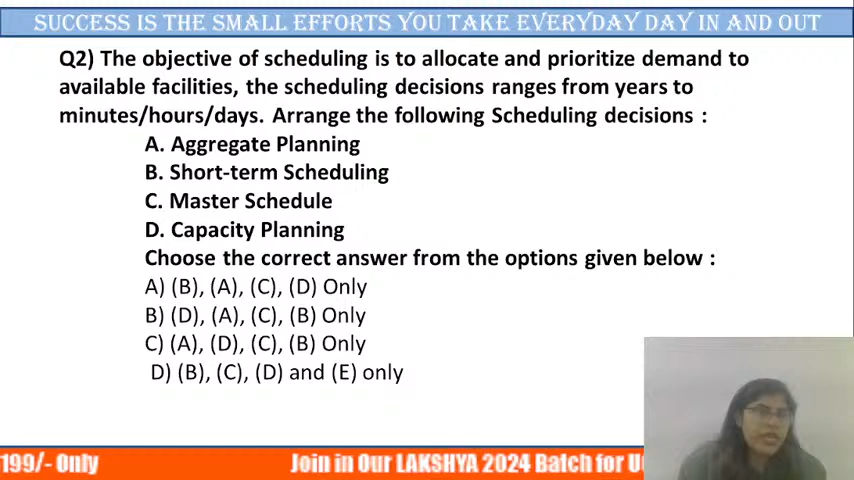 SUCCESS IS THE SMALL EFFORTS YOU TAKE EVERYDAY DAY IN AND OUT
Q2) The objective of scheduling is to allocate and prioritize demand to
available facilities, the scheduling decisions ranges from years to
minutes/hours/days. Arrange the following Scheduling decisions :
A. Aggregate Planning
B. Short-term Scheduling
C. Master Schedule
D. Capacity Planning
Choose the correct answer from the options given below :
A) (B), (A), (C), (D) Only
B) (D), (A), (C), (B) Only
C) (A), (D), (C), (B) Only
D) (B), (C), (D) and (E) only
199/- Only Join in Our LAKSHYA 2024 Batch for U